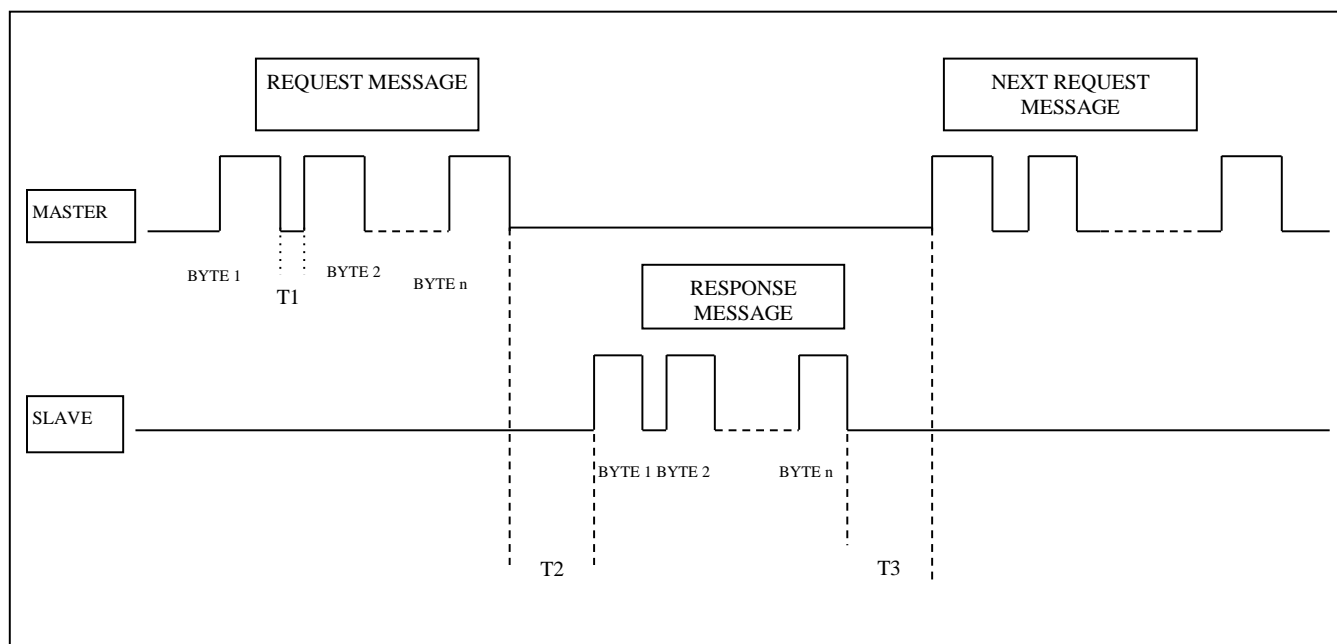 REQUEST MESSAGE
NEXT REQUEST
MESSAGE
MASTER
BYTE 1
T1
BYTE 2
BYTE n
RESPONSE
MESSAGE
SLAVE
BYTE 1 BYTE 2
BYTE n
T2
T3